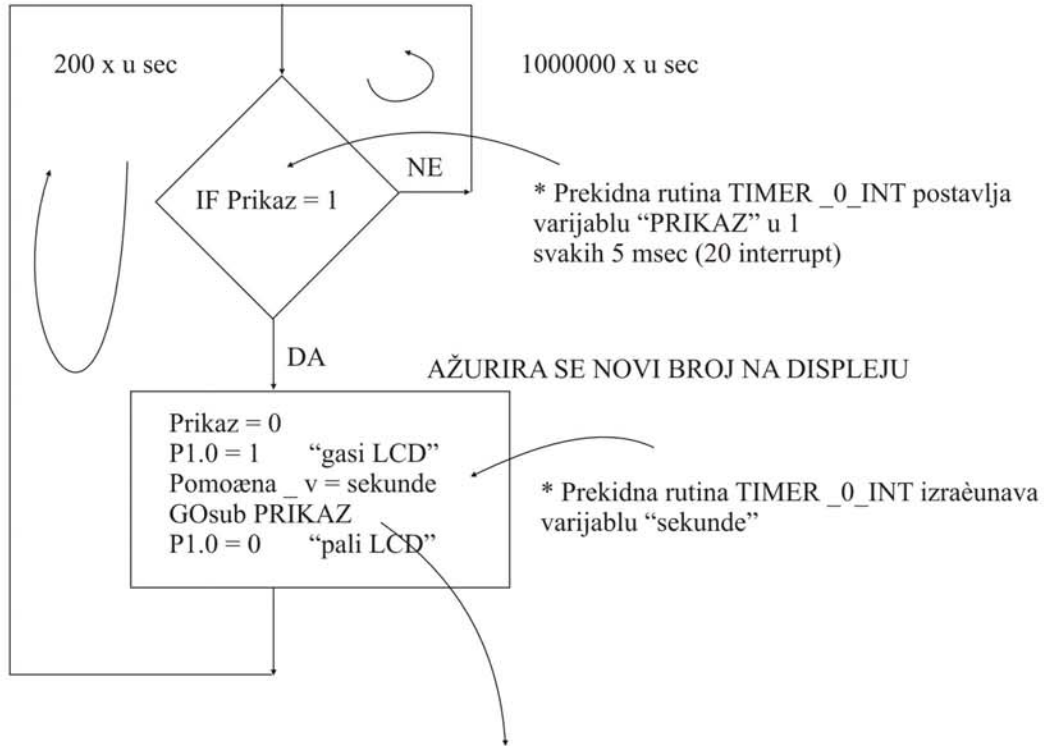 200 x u sec
1000000 x u sec
IF Prikaz = 1
NE
* Prekidna rutina TIMER _0_INT postavlja
varijablu “PRIKAZ” u 1
svakih 5 msec (20 interrupt)
DA
AŽURIRA SE NOVI BROJ NA DISPLEJU
Prikaz = 0
P1.0 = 1 “gasi LCD”
Pomoæna _ v = sekunde
GOsub PRIKAZ
P1.0 = 0 “pali LCD”
* Prekidna rutina TIMER _0_INT izraèunava
varijablu “sekunde”